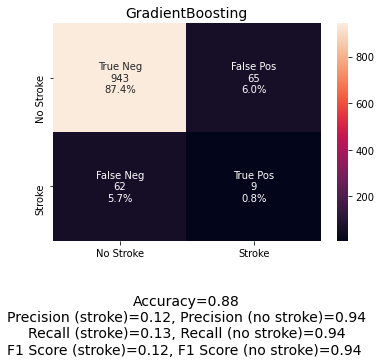 GradientBoosting
True Neg
943
87.4%
False Pos
65
6.0%
False Neg
62
5.7%
True Pos
9
0.8%
No Stroke
Stroke
No Stroke
Stroke
800
600
400
200
Accuracy=0.88
Precision (stroke)=0.12, Precision (no stroke)=0.94
Recall (stroke)=0.13, Recall (no stroke)=0.94
F1 Score (stroke)=0.12, F1 Score (no stroke)=0.94